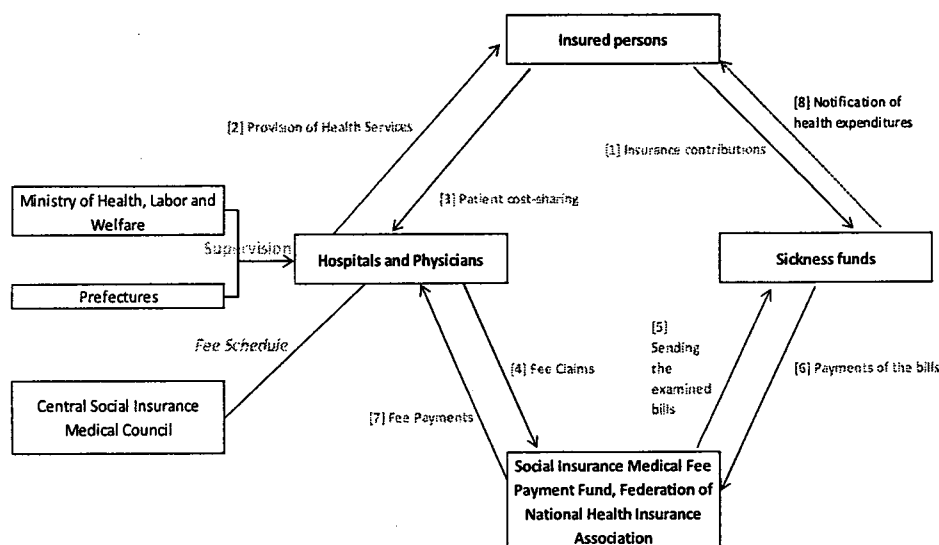 Insured persons
[8] Notification of
health expenditures
[2] Provision of Health Services
[1] Insurance contributions
[3] Patient cost-sharing
Ministry of Health, Labor and
Welfare
Supervision
Hospitals and Physicians
Sickness funds
Prefectures
Fee Schedule
[5]
Sending
the
examined
bills
[4] Fee Claims
[6] Payments of the bills
Central Social Insurance
Medical Council
[7] Fee Payments
Social Insurance Medical Fee
Payment Fund, Federation of
National Health Insurance
Association